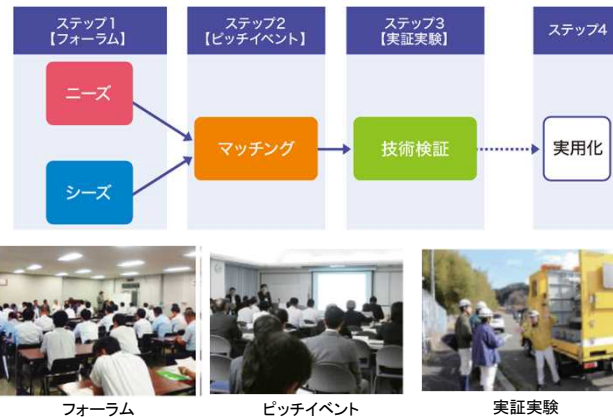 ステップ1
【フォーラム】
ステップ2
【ピッチイベント】
ステップ3
【実証実験】
ステップ4
ニーズ
シーズ
マッチング
技術検証
実用化
フォーラム
ピッチイベント
実証実験